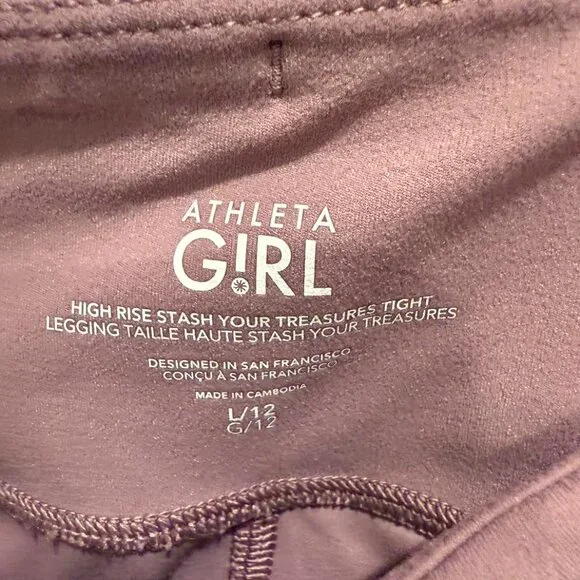 ATHLETA
G!RL
HIGH RISE STASH YOUR TREASURES TIGHT
LEGGING TAILLE HAUTE STASH YOUR TREASURES
DESIGNED IN SAN FRANCISCO
CONÇU À SAN FRANCISCO
MADE IN CAMBODIA
L/12
G/12